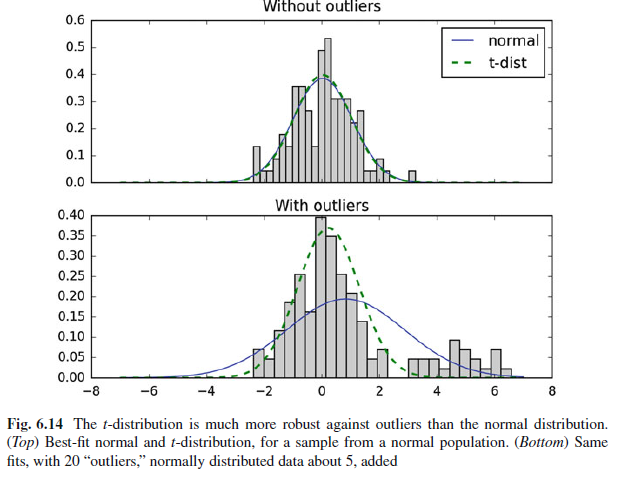 Without outliers
0.6
0.5
0.4
0.3
0.2
0.1
0.0
normal
t-dist
With outliers
0.40
0.35
0.30
0.25
0.20
0.15
0.10
0.05
0.00
−8 −6 −4 −2 0 2 4 6 8
Fig. 6.14 The t-distribution is much more robust against outliers than the normal distribution.
(Top) Best-fit normal and t-distribution, for a sample from a normal population. (Bottom) Same
fits, with 20 “outliers,” normally distributed data about 5, added